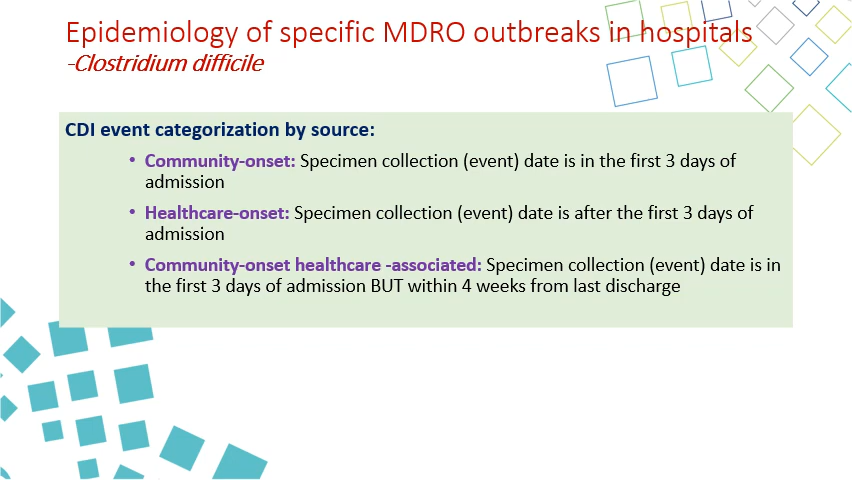 Epidemiology of specific MDRO outbreaks in hospitals
-Clostridium difficile
CDI event categorization by source:
• Community-onset: Specimen collection (event) date is in the first 3 days of
admission
• Healthcare-onset: Specimen collection (event) date is after the first 3 days of
admission
• Community-onset healthcare -associated: Specimen collection (event) date is in
the first 3 days of admission BUT within 4 weeks from last discharge